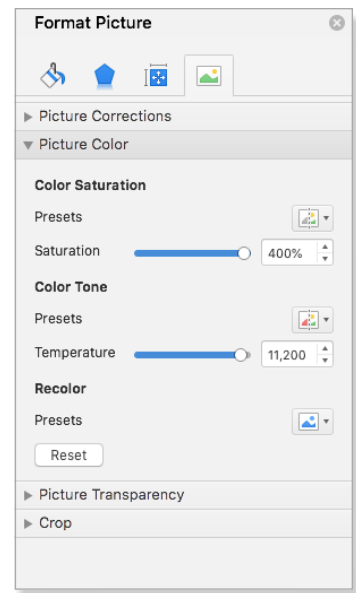 Format Picture
Picture Corrections
Picture Color
Color Saturation
Presets
Saturation 400%
Color Tone
Presets
Temperature 11,200
Recolor
Presets
Reset
Picture Transparency
Crop